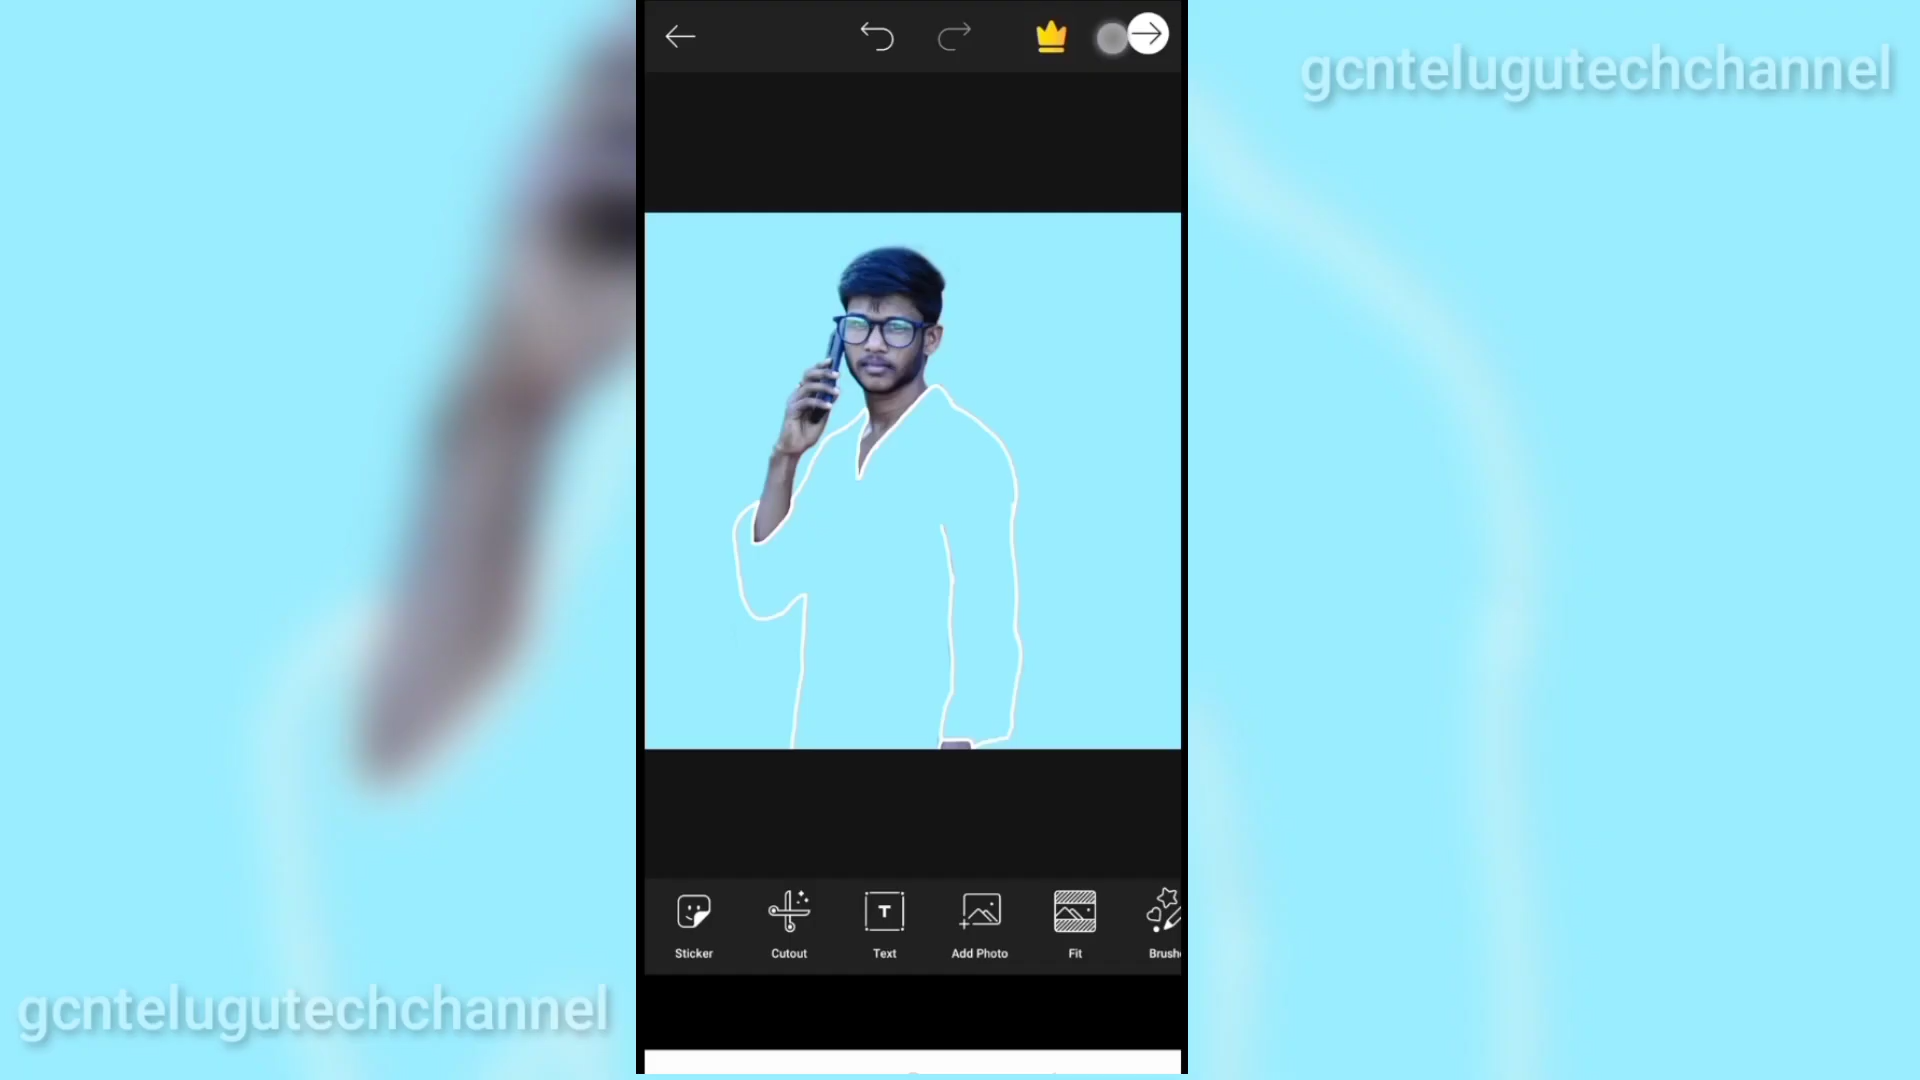 gcntelugutechchannel
T
Sticker
Cutout
Text
Add Photo
Fit
Brush
gcntelugutechchannel